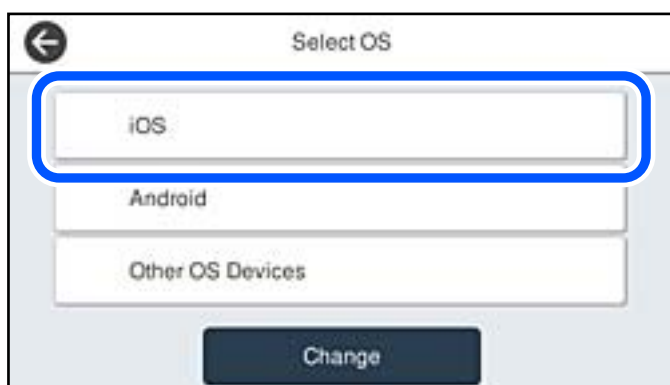 Select OS
iOS
Android
Other OS Devices
Change